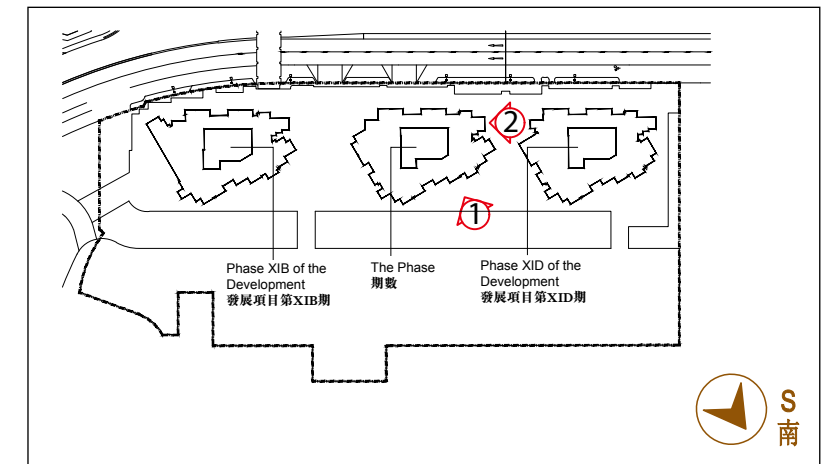 2
1
Phase XIB of the
Development
發展項目第XIB期
The Phase
期數
Phase XID of the
Development
發展項目第XID期
S
南